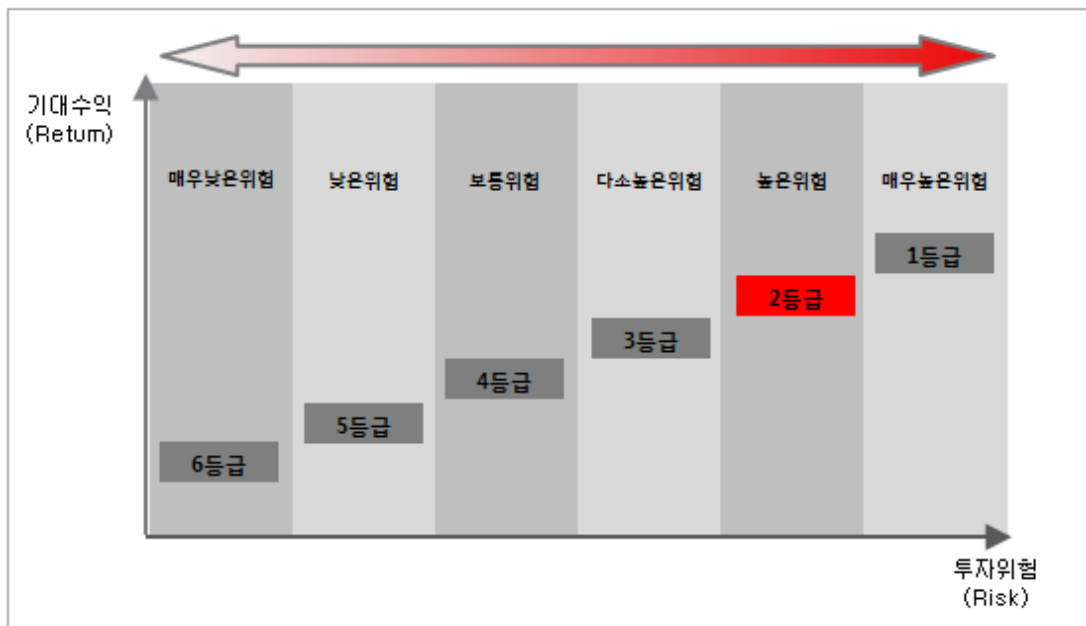 기대수익
(Return)
매우낮은위험 낮은위험 보통위험 다소높은위험 높은위험 매우높은위험
1등급
2등급
3등급
4등급
5등급
6등급
투자위험
(Risk)